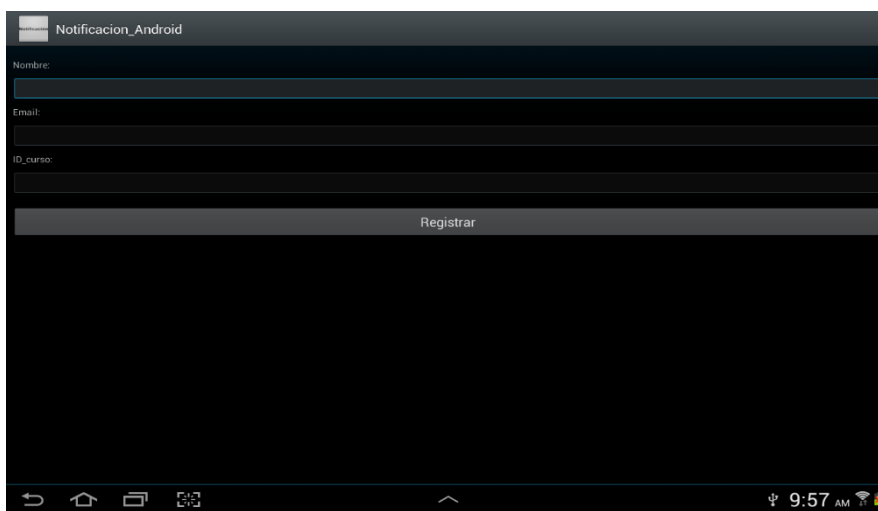 Notificacion_Android
Nombre:
Email:
ID_curso:
Registrar
9:57 AM